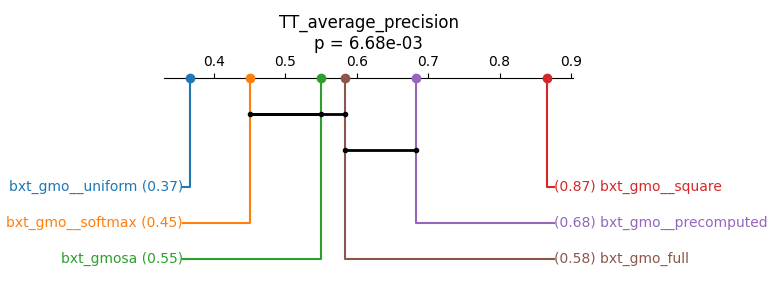 TT_average_precision
p = 6.68e-03
0.4 0.5 0.6 0.7 0.8 0.9
bxt_gmo__uniform (0.37) (0.87) bxt_gmo__square
bxt_gmo__softmax (0.45) (0.68) bxt_gmo__precomputed
bxt_gmosa (0.55) (0.58) bxt_gmo_full